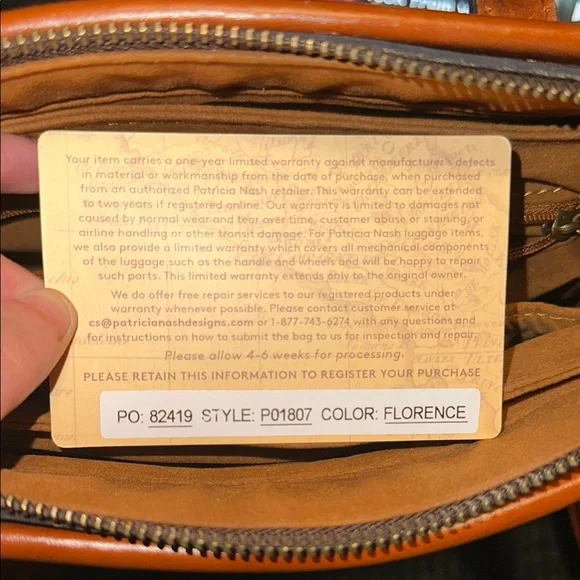 Your item carries a one-year limited warranty against manufacturer's defects
in material or workmanship from the date of purchase, when purchased
from an authorized Patricia Nash retailer. This warranty can be extended
to two years if registered online. Our warranty is limited to damages not
caused by normal wear and tear over time, customer abuse or staining, or
airline handling or other transit damage. For Patricia Nash luggage items,
we also provide a limited warranty which covers all mechanical components
of the luggage such as the handle and wheels and will be happy to repair
such parts. This limited warranty extends only to the original owner.
We do offer free repair services to our registered products under
warranty whenever possible. Please contact customer service at
cs@patricianashdesigns.com or 1-877-743-6274 with any questions and
for instructions on how to submit the bag to us for inspection and repair.
Please allow 4-6 weeks for processing.
PLEASE RETAIN THIS INFORMATION TO REGISTER YOUR PURCHASE
PO: 82419 STYLE: P01807 COLOR: FLORENCE